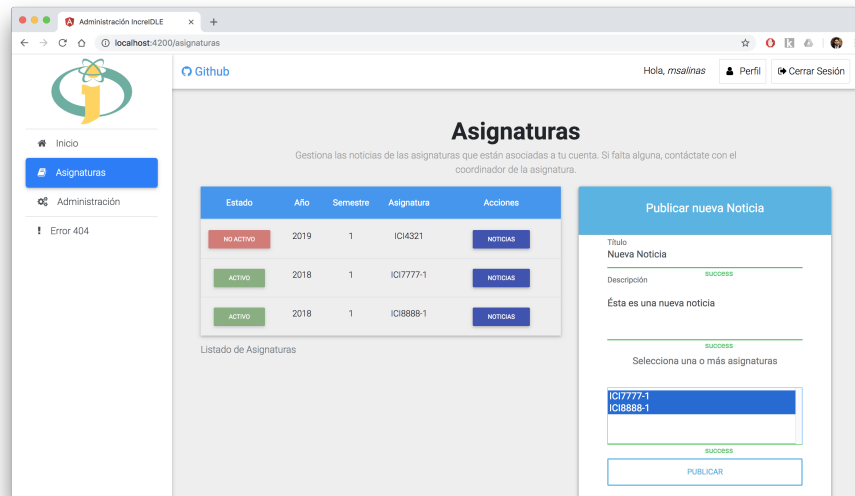 Administración IncreIDLE
localhost:4200/asignaturas
Github
Hola, msalinas
Perfil
Cerrar Sesión
Inicio
Asignaturas
Administración
Error 404
Asignaturas
Gestiona las noticias de las asignaturas que están asociadas a tu cuenta. Si falta alguna, contáctate con el
coordinador de la asignatura.
Estado Año Semestre Asignatura Acciones
NO ACTIVO 2019 1 ICI4321 NOTICIAS
ACTIVO 2018 1 ICI7777-1 NOTICIAS
ACTIVO 2018 1 ICI8888-1 NOTICIAS
Listado de Asignaturas
Publicar nueva Noticia
Título
Nueva Noticia
success
Descripción
Ésta es una nueva noticia
success
Selecciona una o más asignaturas
ICI7777-1
ICI8888-1
success
PUBLICAR